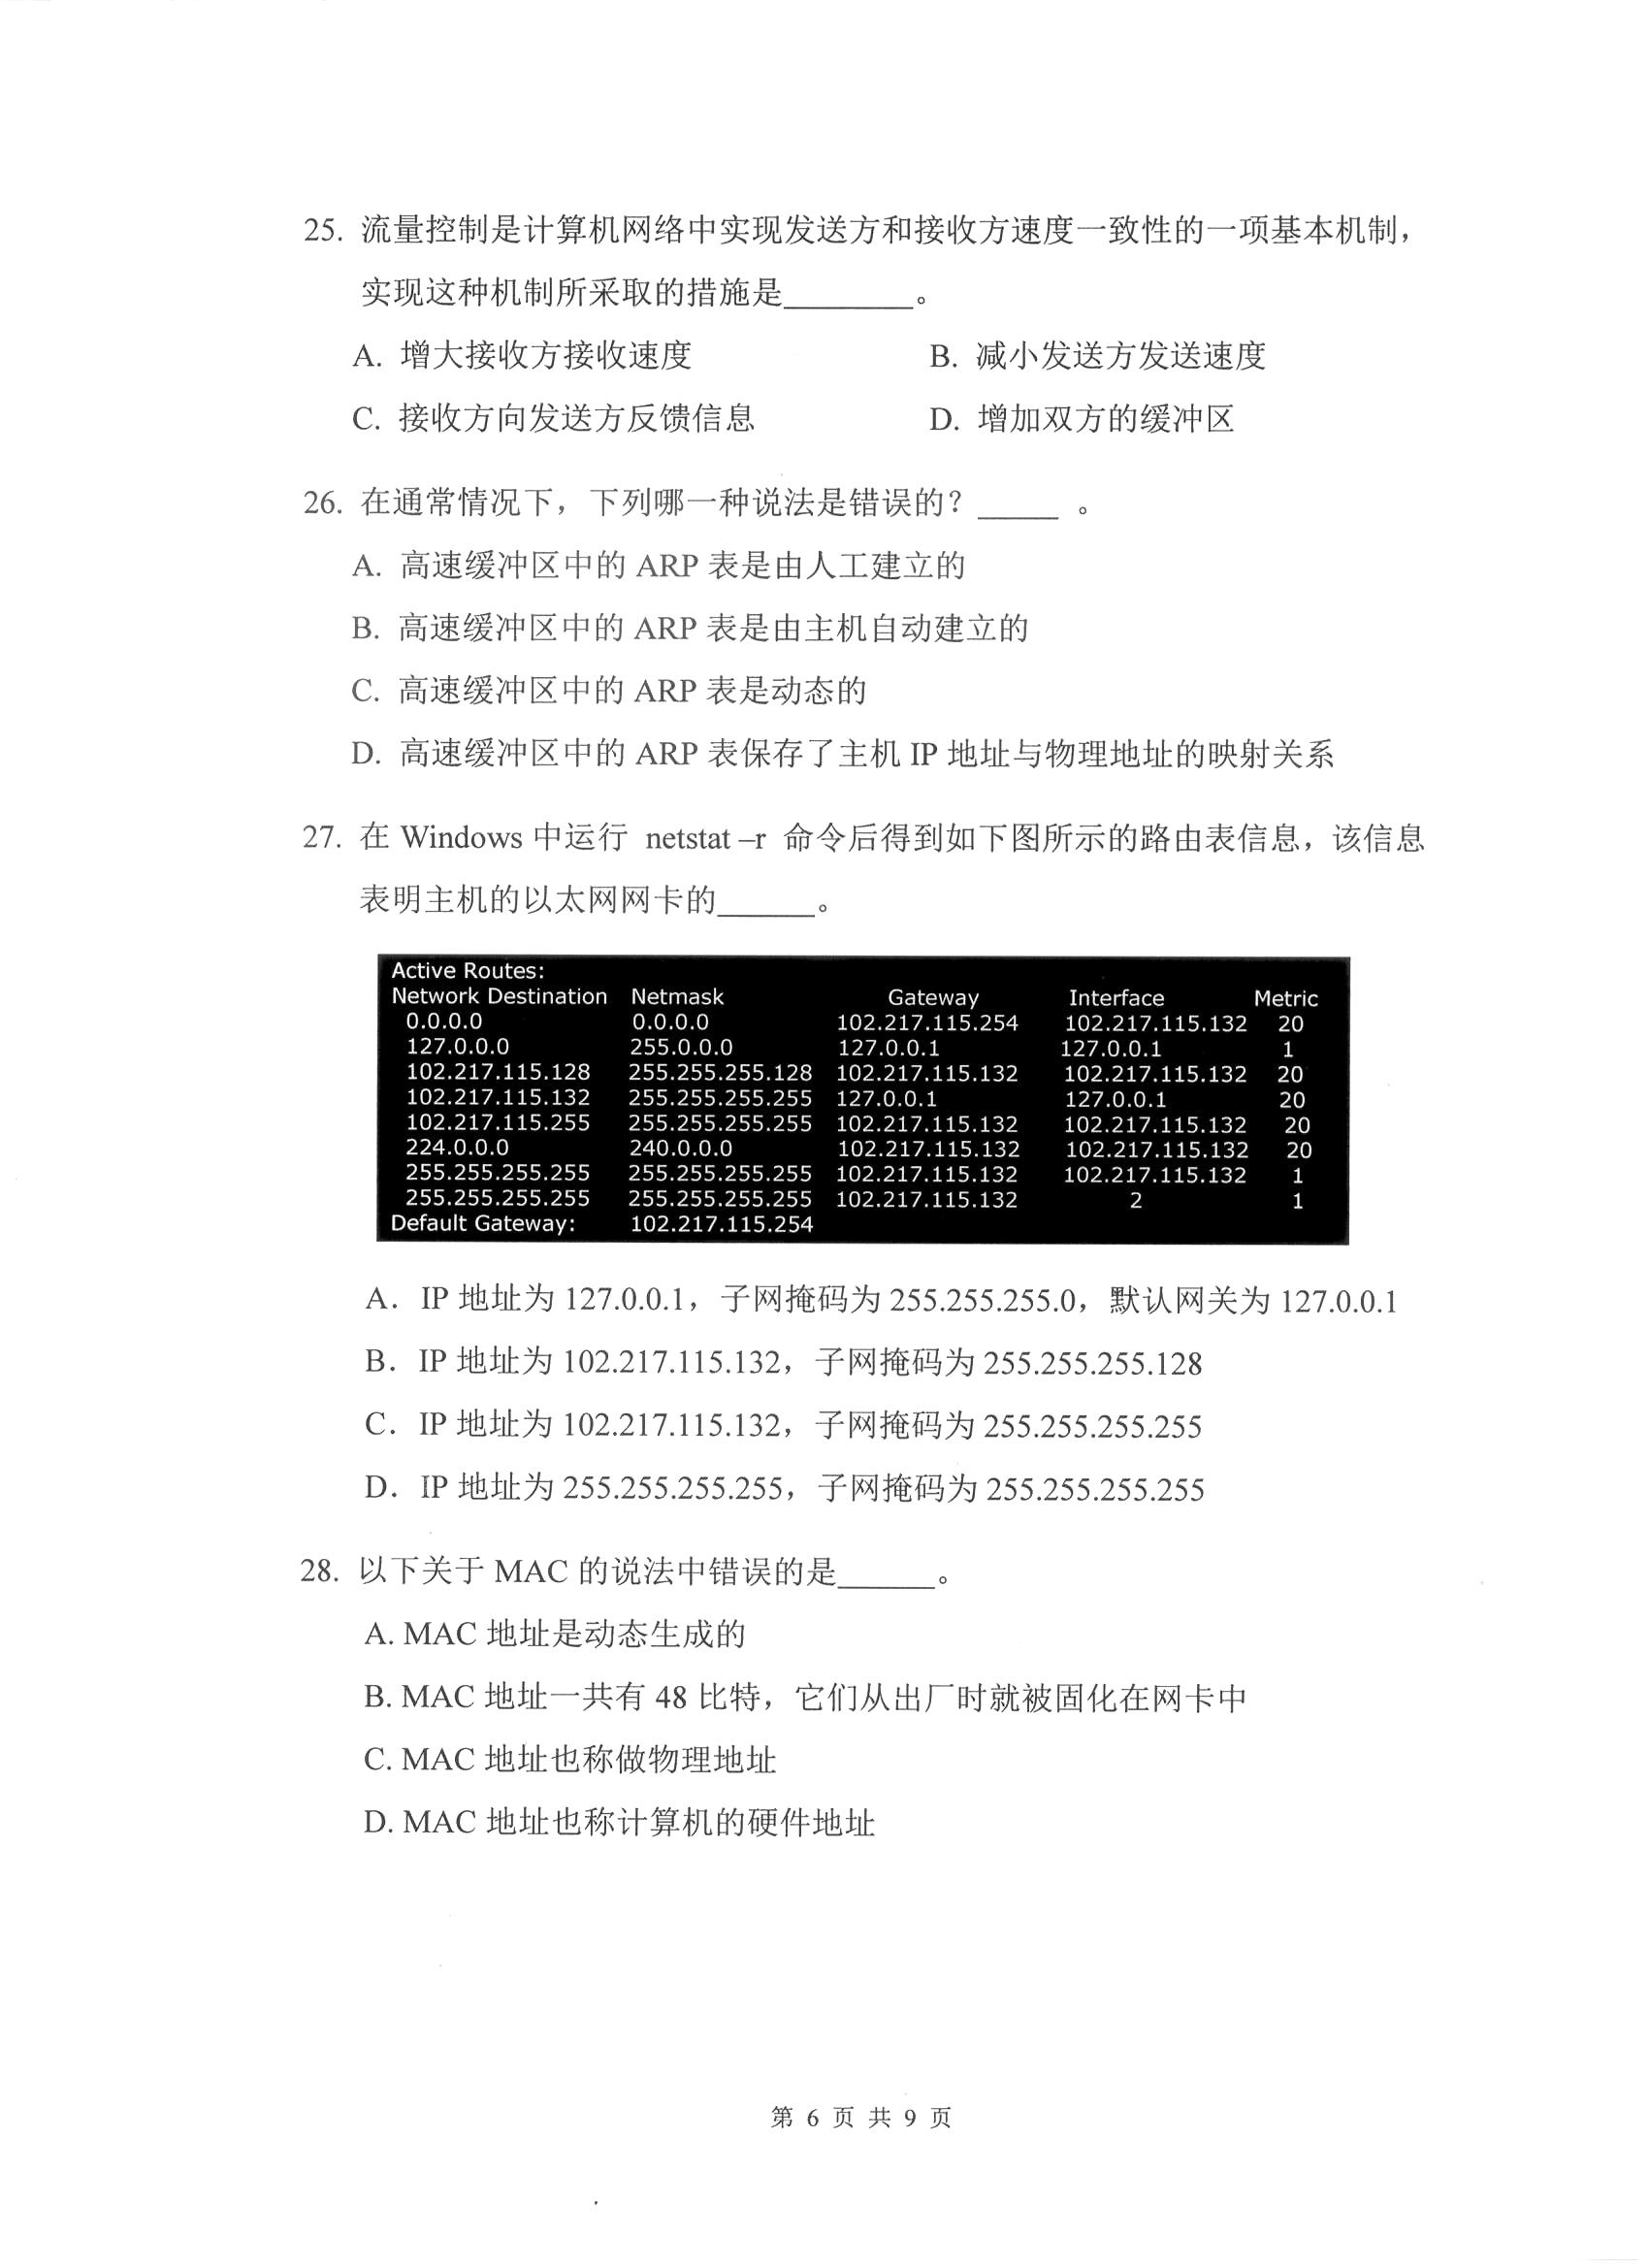 25. 流量控制是计算机网络中实现发送方和接收方速度一致性的一项基本机制，
实现这种机制所采取的措施是________。
A. 增大接收方接收速度 B. 减小发送方发送速度
C. 接收方向发送方反馈信息 D. 增加双方的缓冲区
26. 在通常情况下，下列哪一种说法是错误的？_____ 。
A. 高速缓冲区中的 ARP 表是由人工建立的
B. 高速缓冲区中的 ARP 表是由主机自动建立的
C. 高速缓冲区中的 ARP 表是动态的
D. 高速缓冲区中的 ARP 表保存了主机 IP 地址与物理地址的映射关系
27. 在 Windows 中运行 netstat –r 命令后得到如下图所示的路由表信息，该信息
表明主机的以太网网卡的______。
Active Routes:
Network Destination Netmask Gateway Interface Metric
0.0.0.0 0.0.0.0 102.217.115.254 102.217.115.132 20
127.0.0.0 255.0.0.0 127.0.0.1 127.0.0.1 1
102.217.115.128 255.255.255.128 102.217.115.132 102.217.115.132 20
102.217.115.132 255.255.255.255 127.0.0.1 127.0.0.1 20
102.217.115.255 255.255.255.255 102.217.115.132 102.217.115.132 20
224.0.0.0 240.0.0.0 102.217.115.132 102.217.115.132 20
255.255.255.255 255.255.255.255 102.217.115.132 102.217.115.132 1
255.255.255.255 255.255.255.255 102.217.115.132 2 1
Default Gateway: 102.217.115.254
A．IP 地址为 127.0.0.1，子网掩码为 255.255.255.0，默认网关为 127.0.0.1
B．IP 地址为 102.217.115.132，子网掩码为 255.255.255.128
C．IP 地址为 102.217.115.132，子网掩码为 255.255.255.255
D．IP 地址为 255.255.255.255，子网掩码为 255.255.255.255
28. 以下关于 MAC 的说法中错误的是______。
A. MAC 地址是动态生成的
B. MAC 地址一共有 48 比特，它们从出厂时就被固化在网卡中
C. MAC 地址也称做物理地址
D. MAC 地址也称计算机的硬件地址
第 6 页 共 9 页